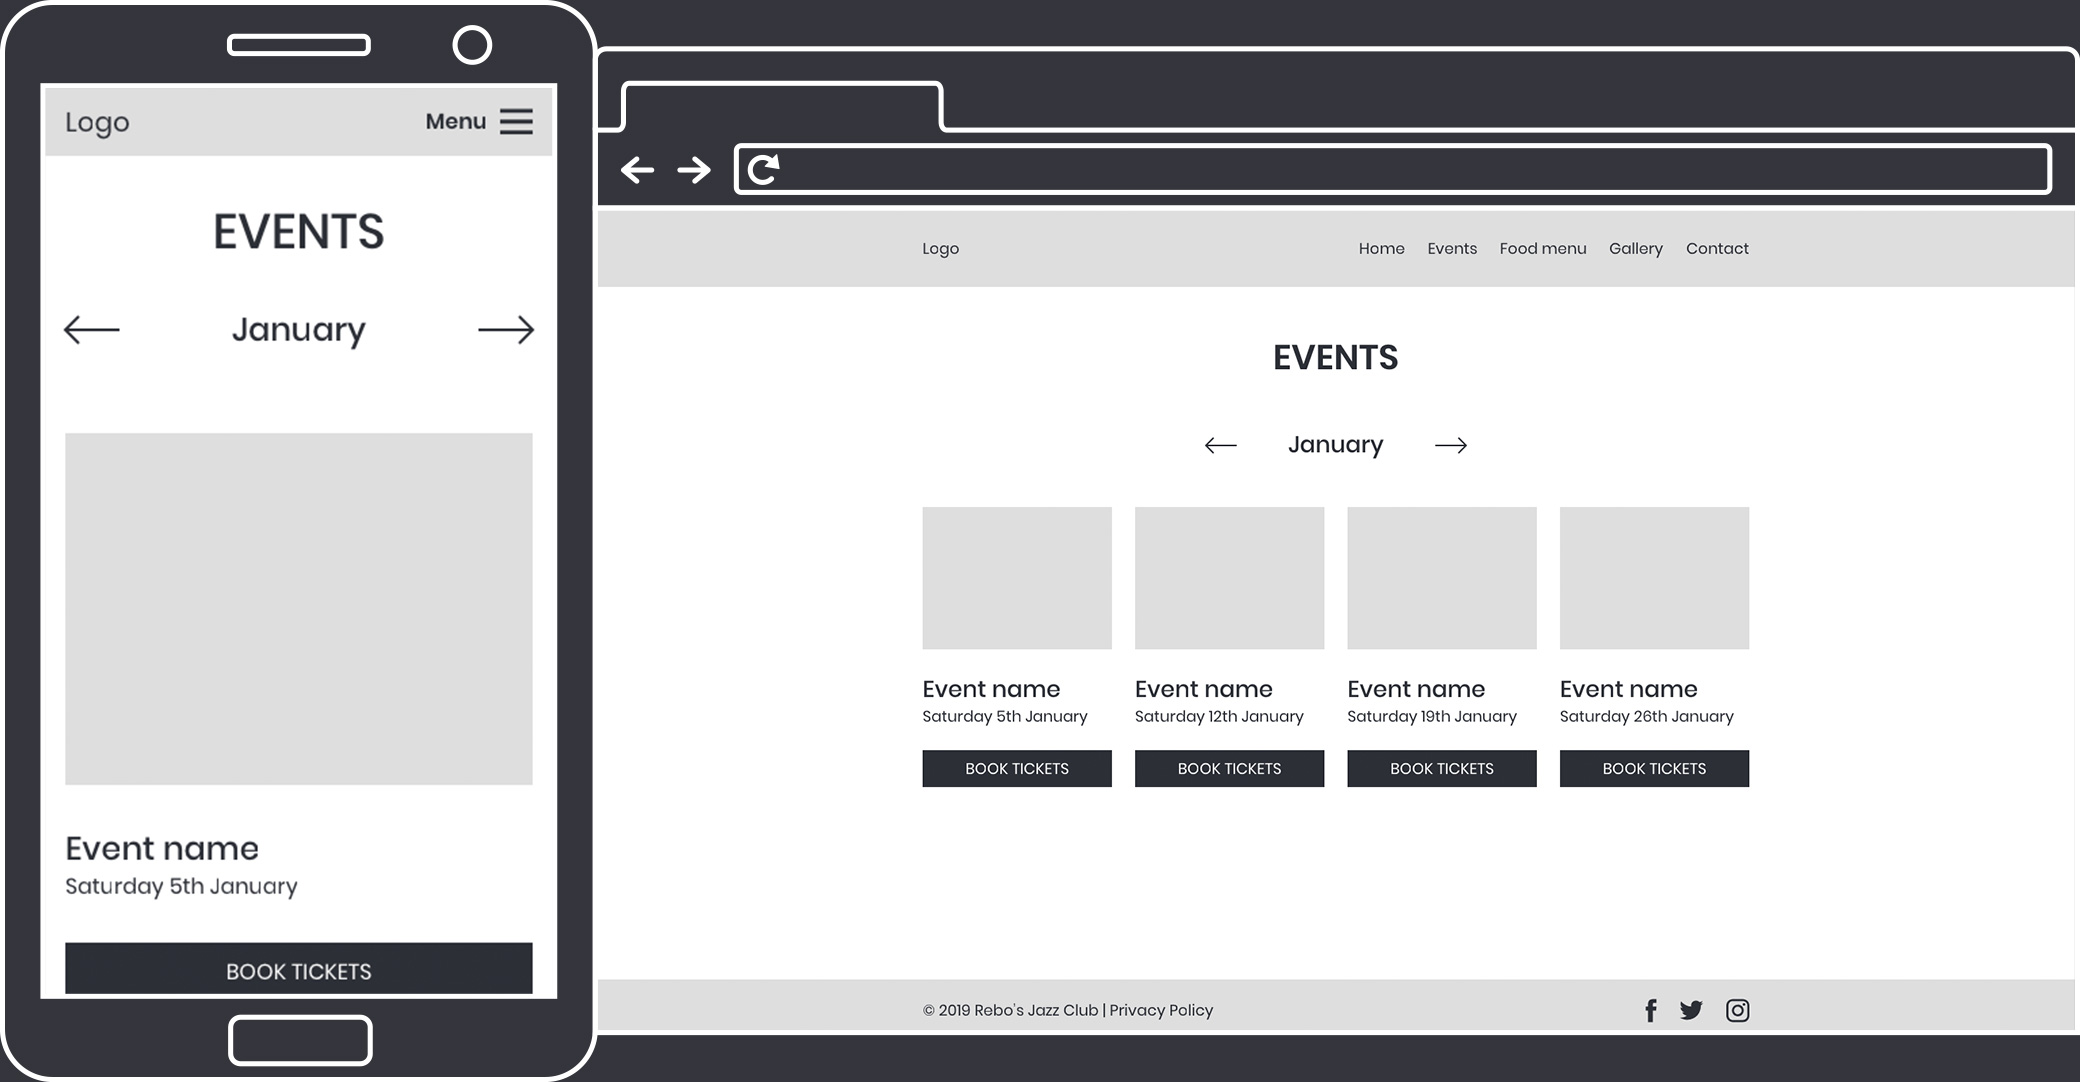 Logo
Menu
EVENTS
January
Event name
Saturday 5th January
BOOK TICKETS
Logo
Home Events Food menu Gallery Contact
EVENTS
January
Event name Event name Event name Event name
Saturday 5th January Saturday 12th January Saturday 19th January Saturday 26th January
BOOK TICKETS BOOK TICKETS BOOK TICKETS BOOK TICKETS
© 2019 Rebo's Jazz Club | Privacy Policy